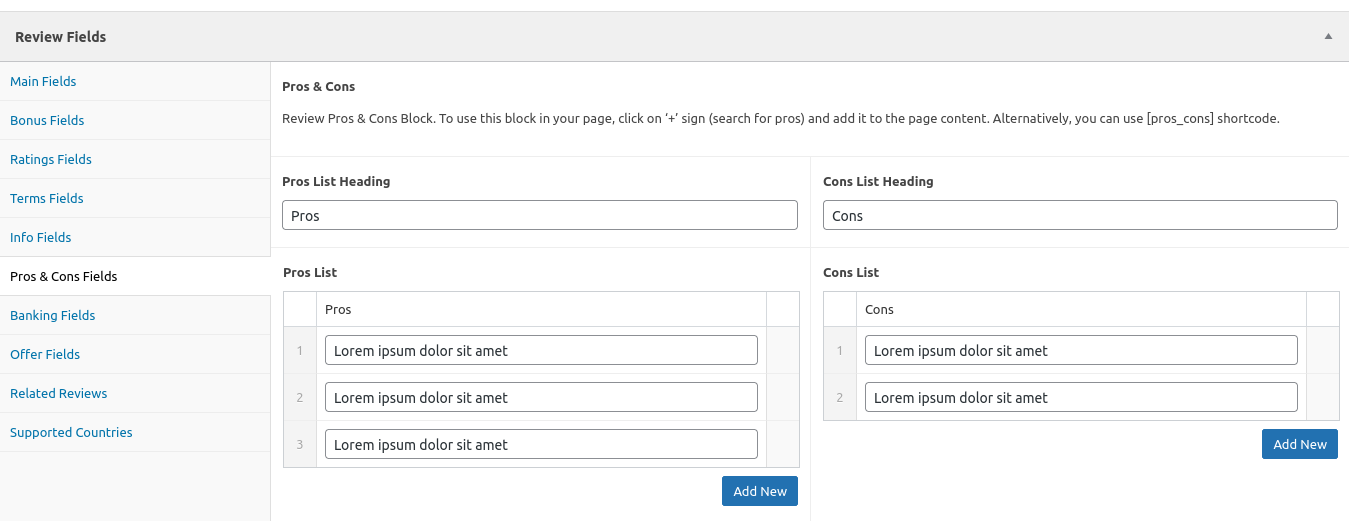 Review Fields
Main Fields
Bonus Fields
Ratings Fields
Terms Fields
Info Fields
Pros & Cons Fields
Banking Fields
Offer Fields
Related Reviews
Supported Countries
Pros & Cons
Review Pros & Cons Block. To use this block in your page, click on ‘+’ sign (search for pros) and add it to the page content. Alternatively, you can use [pros_cons] shortcode.
Pros List Heading
Pros
Cons List Heading
Cons
Pros List
Pros
1 Lorem ipsum dolor sit amet
2 Lorem ipsum dolor sit amet
3 Lorem ipsum dolor sit amet
Add New
Cons List
Cons
1 Lorem ipsum dolor sit amet
2 Lorem ipsum dolor sit amet
Add New